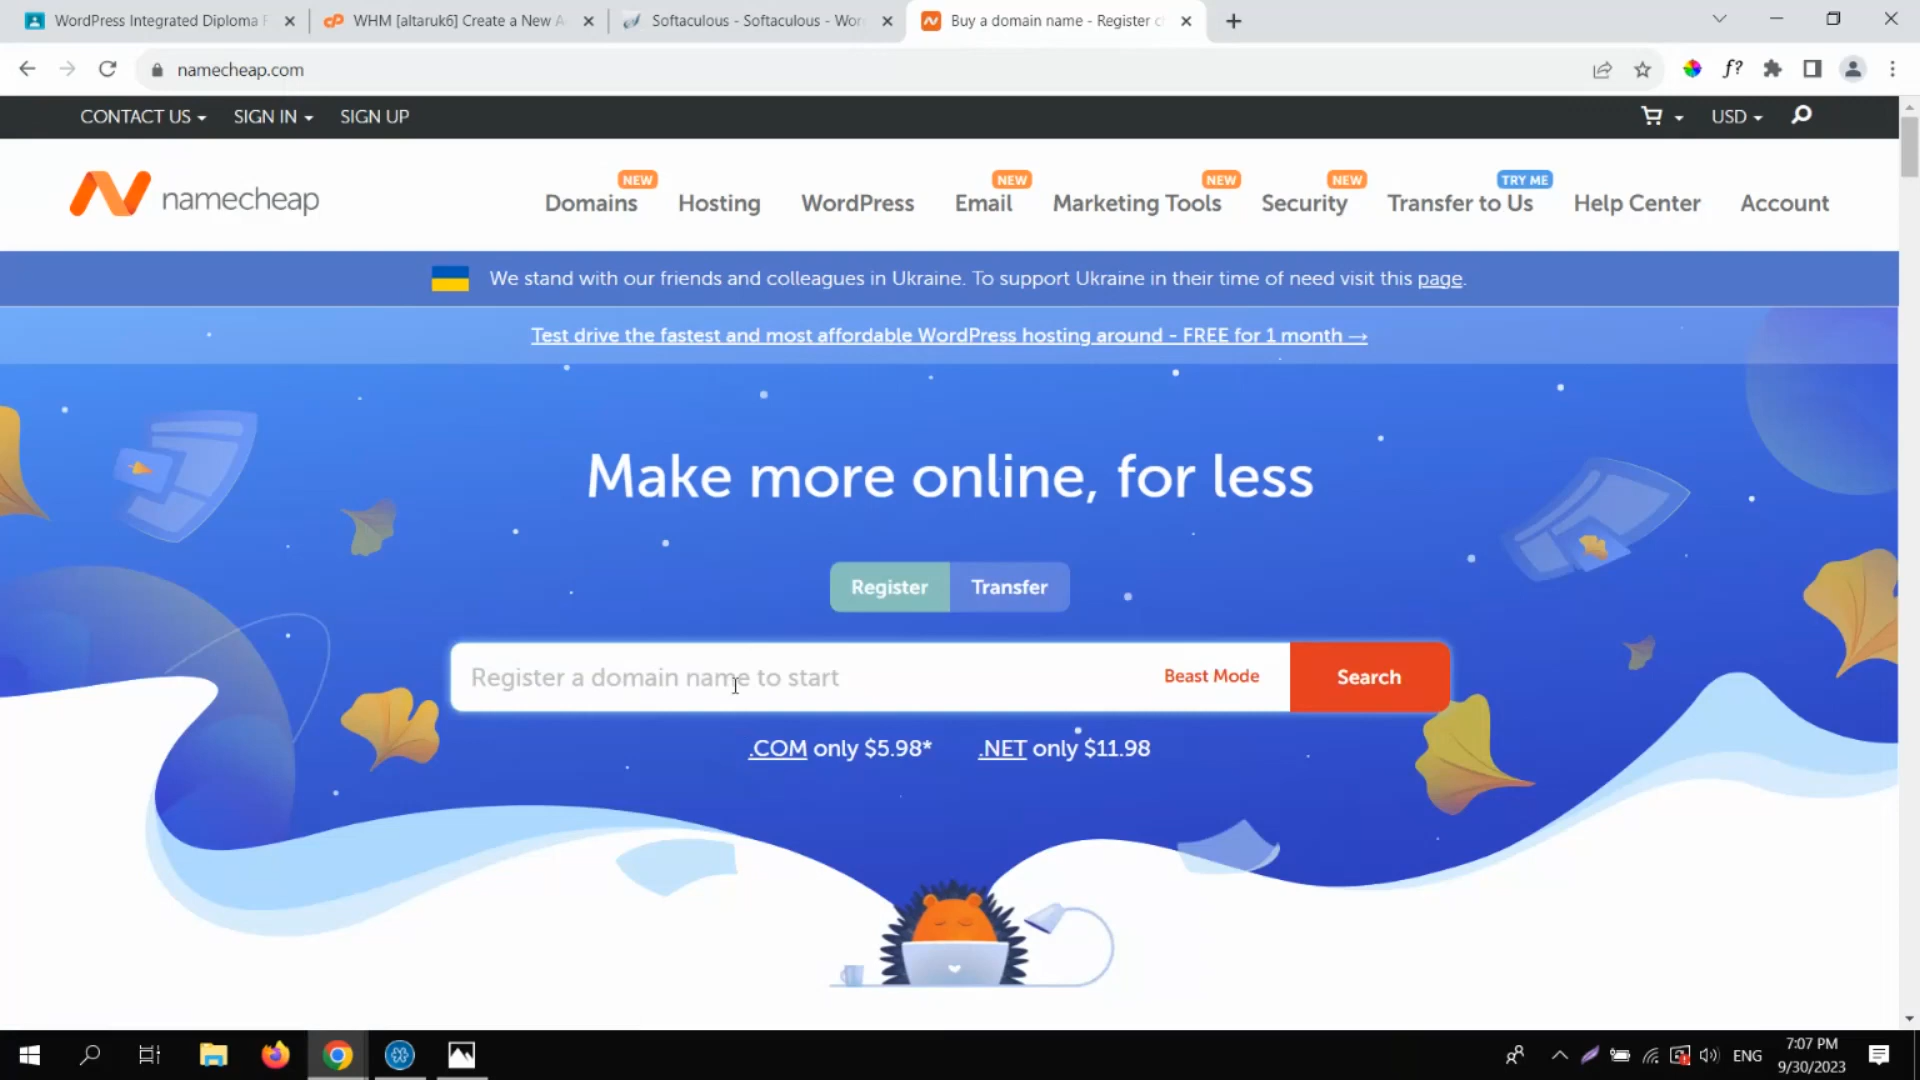 WordPress Integrated Diploma
WHM [altaruk6] Create a New A
Softaculous - Softaculous - Wor
Buy a domain name - Register c
namecheap.com
f?
CONTACT US
SIGN IN
SIGN UP
USD
namecheap
Domains
NEW
Hosting
WordPress
Email
NEW
Marketing Tools
NEW
Security
NEW
Transfer to Us
TRY ME
Help Center
Account
We stand with our friends and colleagues in Ukraine. To support Ukraine in their time of need visit this page.
Test drive the fastest and most affordable WordPress hosting around - FREE for 1 month →
Make more online, for less
Register
Transfer
Register a domain name to start
Beast Mode
Search
.COM only $5.98*
.NET only $11.98
ENG
7:07 PM
9/30/2023